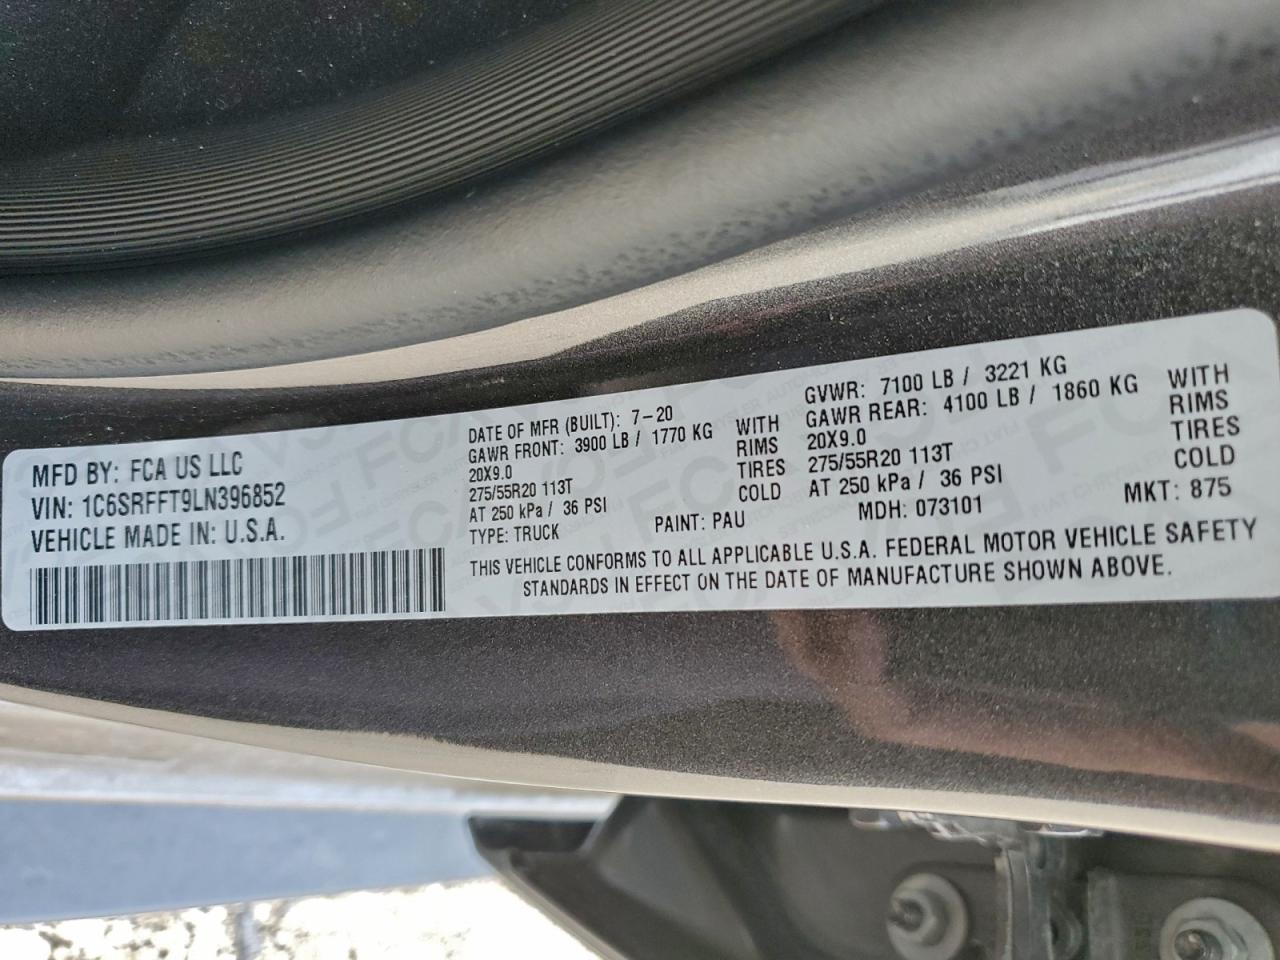 MFD BY: FCA US LLC
VIN: 1C6SRFFT9LN396852
VEHICLE MADE IN: U.S.A.
DATE OF MFR (BUILT): 7-20
GAWR FRONT: 3900 LB / 1770 KG WITH
20X9.0 RIMS
275/55R20 113T TIRES
AT 250 kPa / 36 PSI COLD
TYPE: TRUCK PAINT: PAU
GVWR: 7100 LB / 3221 KG
GAWR REAR: 4100 LB / 1860 KG WITH
20X9.0 RIMS
275/55R20 113T TIRES
AT 250 kPa / 36 PSI COLD
MDH: 073101 MKT: 875
THIS VEHICLE CONFORMS TO ALL APPLICABLE U.S.A. FEDERAL MOTOR VEHICLE SAFETY
STANDARDS IN EFFECT ON THE DATE OF MANUFACTURE SHOWN ABOVE.